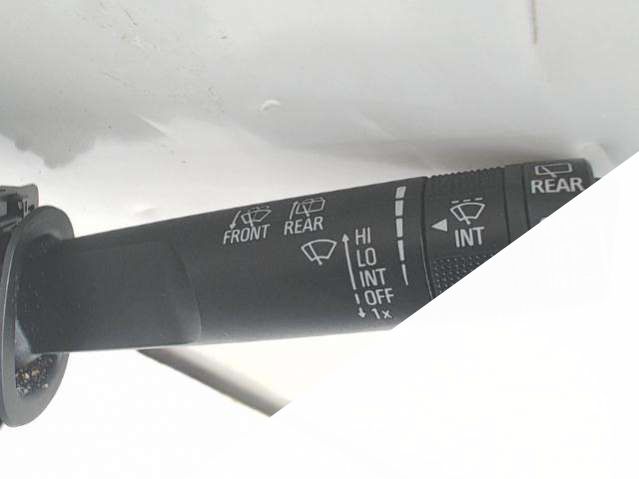 FRONT REAR
HI
LO
INT
OFF
1x
INT
REAR